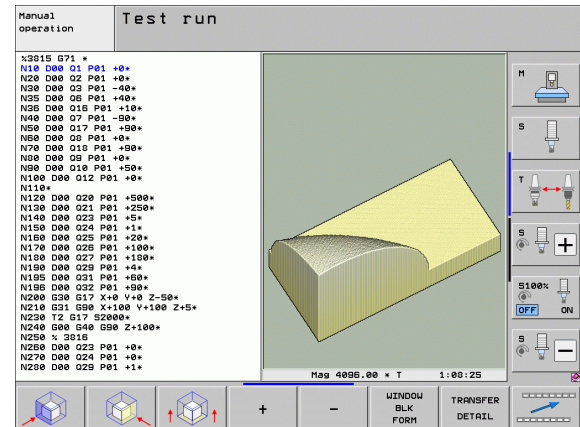 Manual
operation
Test run
%3815 G71 *
N10 D00 Q1 P01 +0*
N20 D00 Q2 P01 +0*
N30 D00 Q3 P01 -40*
N35 D00 Q6 P01 +40*
N36 D00 Q16 P01 +10*
N40 D00 Q7 P01 -90*
N50 D00 Q17 P01 +90*
N60 D00 Q8 P01 +0*
N70 D00 Q18 P01 +90*
N80 D00 Q9 P01 +0*
N90 D00 Q10 P01 +50*
N100 D00 Q12 P01 +0*
N110*
N120 D00 Q20 P01 +500*
N130 D00 Q21 P01 +250*
N140 D00 Q23 P01 +5*
N150 D00 Q24 P01 +1*
N160 D00 Q25 P01 +20*
N170 D00 Q26 P01 +100*
N180 D00 Q27 P01 +180*
N190 D00 Q29 P01 +4*
N195 D00 Q31 P01 +60*
N196 D00 Q32 P01 +90*
N200 G30 G17 X+0 Y+0 Z-50*
N210 G31 G90 X+100 Y+100 Z+5*
N230 T2 G17 S2000*
N240 G00 G40 G90 Z+100*
N250 % 3816
N260 D00 Q23 P01 +0*
N270 D00 Q24 P01 +0*
N280 D00 Q29 P01 +1*
Mag 4096.00 * T 1:08:25
M
S
T
S
+
S100%
OFF ON
S
-
+
-
WINDOW
BLK
FORM
TRANSFER
DETAIL